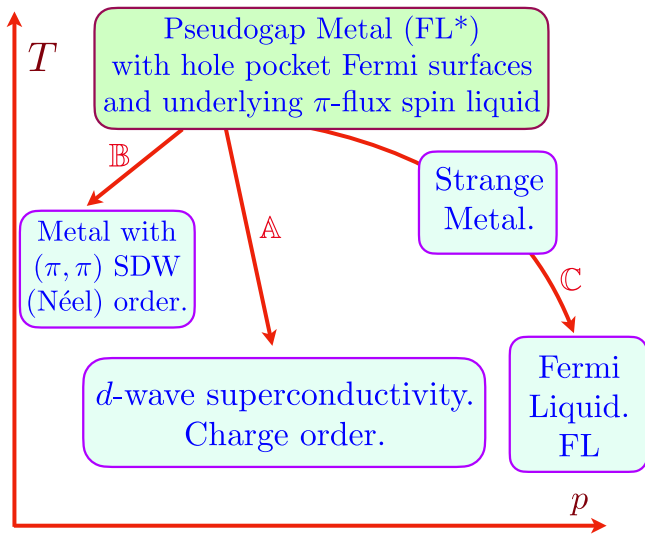 T
Pseudogap Metal (FL*)
with hole pocket Fermi surfaces
and underlying π-flux spin liquid
𝔹
Strange
Metal.
Metal with
(π, π) SDW
(Néel) order.
𝔸
ℂ
d-wave superconductivity.
Charge order.
Fermi
Liquid.
FL
p